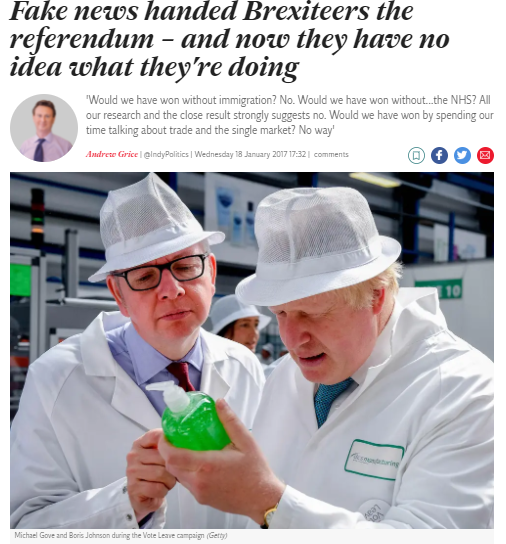 Fake news handed Brexiteers the
referendum – and now they have no
idea what they're doing
'Would we have won without immigration? No. Would we have won without...the NHS? All
our research and the close result strongly suggests no. Would we have won by spending our
time talking about trade and the single market? No way'
Andrew Grice | @IndyPolitics | Wednesday 18 January 2017 17:32 | comments
10
Michael Gove and Boris Johnson during the Vote Leave campaign (Getty)